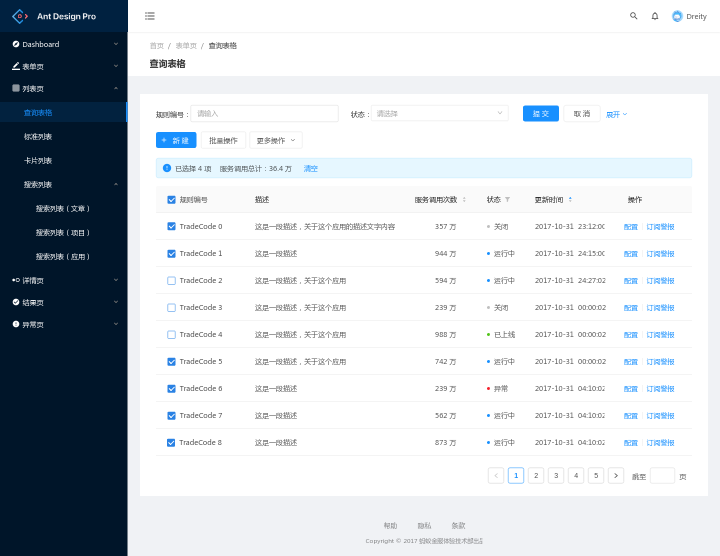 Ant Design Pro
Dreity
Dashboard
表单页
列表页
查询表格
标准列表
卡片列表
搜索列表
搜索列表（文章）
搜索列表（项目）
搜索列表（应用）
详情页
结果页
异常页
首页 / 表单页 / 查询表格
查询表格
规则编号： 请输入 状态： 请选择 提 交 取 消 展开
+ 新 建 批量操作 更多操作
已选择 4 项 服务调用总计：36.4 万 清空
规则编号 描述 服务调用次数 状态 更新时间 操作
TradeCode 0 这是一段描述，关于这个应用的描述文字内容 357 万 关闭 2017-10-31 23:12:00 配置 订阅警报
TradeCode 1 这是一段描述 944 万 运行中 2017-10-31 24:15:00 配置 订阅警报
TradeCode 2 这是一段描述，关于这个应用 594 万 运行中 2017-10-31 24:27:02 配置 订阅警报
TradeCode 3 这是一段描述，关于这个应用 239 万 关闭 2017-10-31 00:00:02 配置 订阅警报
TradeCode 4 这是一段描述，关于这个应用 988 万 已上线 2017-10-31 00:00:02 配置 订阅警报
TradeCode 5 这是一段描述，关于这个应用 742 万 运行中 2017-10-31 00:00:02 配置 订阅警报
TradeCode 6 这是一段描述 239 万 异常 2017-10-31 04:10:02 配置 订阅警报
TradeCode 7 这是一段描述 562 万 运行中 2017-10-31 04:10:02 配置 订阅警报
TradeCode 8 这是一段描述 873 万 运行中 2017-10-31 04:10:02 配置 订阅警报
< 1 2 3 4 5 > 跳至 页
帮助 隐私 条款
Copyright © 2017 蚂蚁金服体验技术部出品